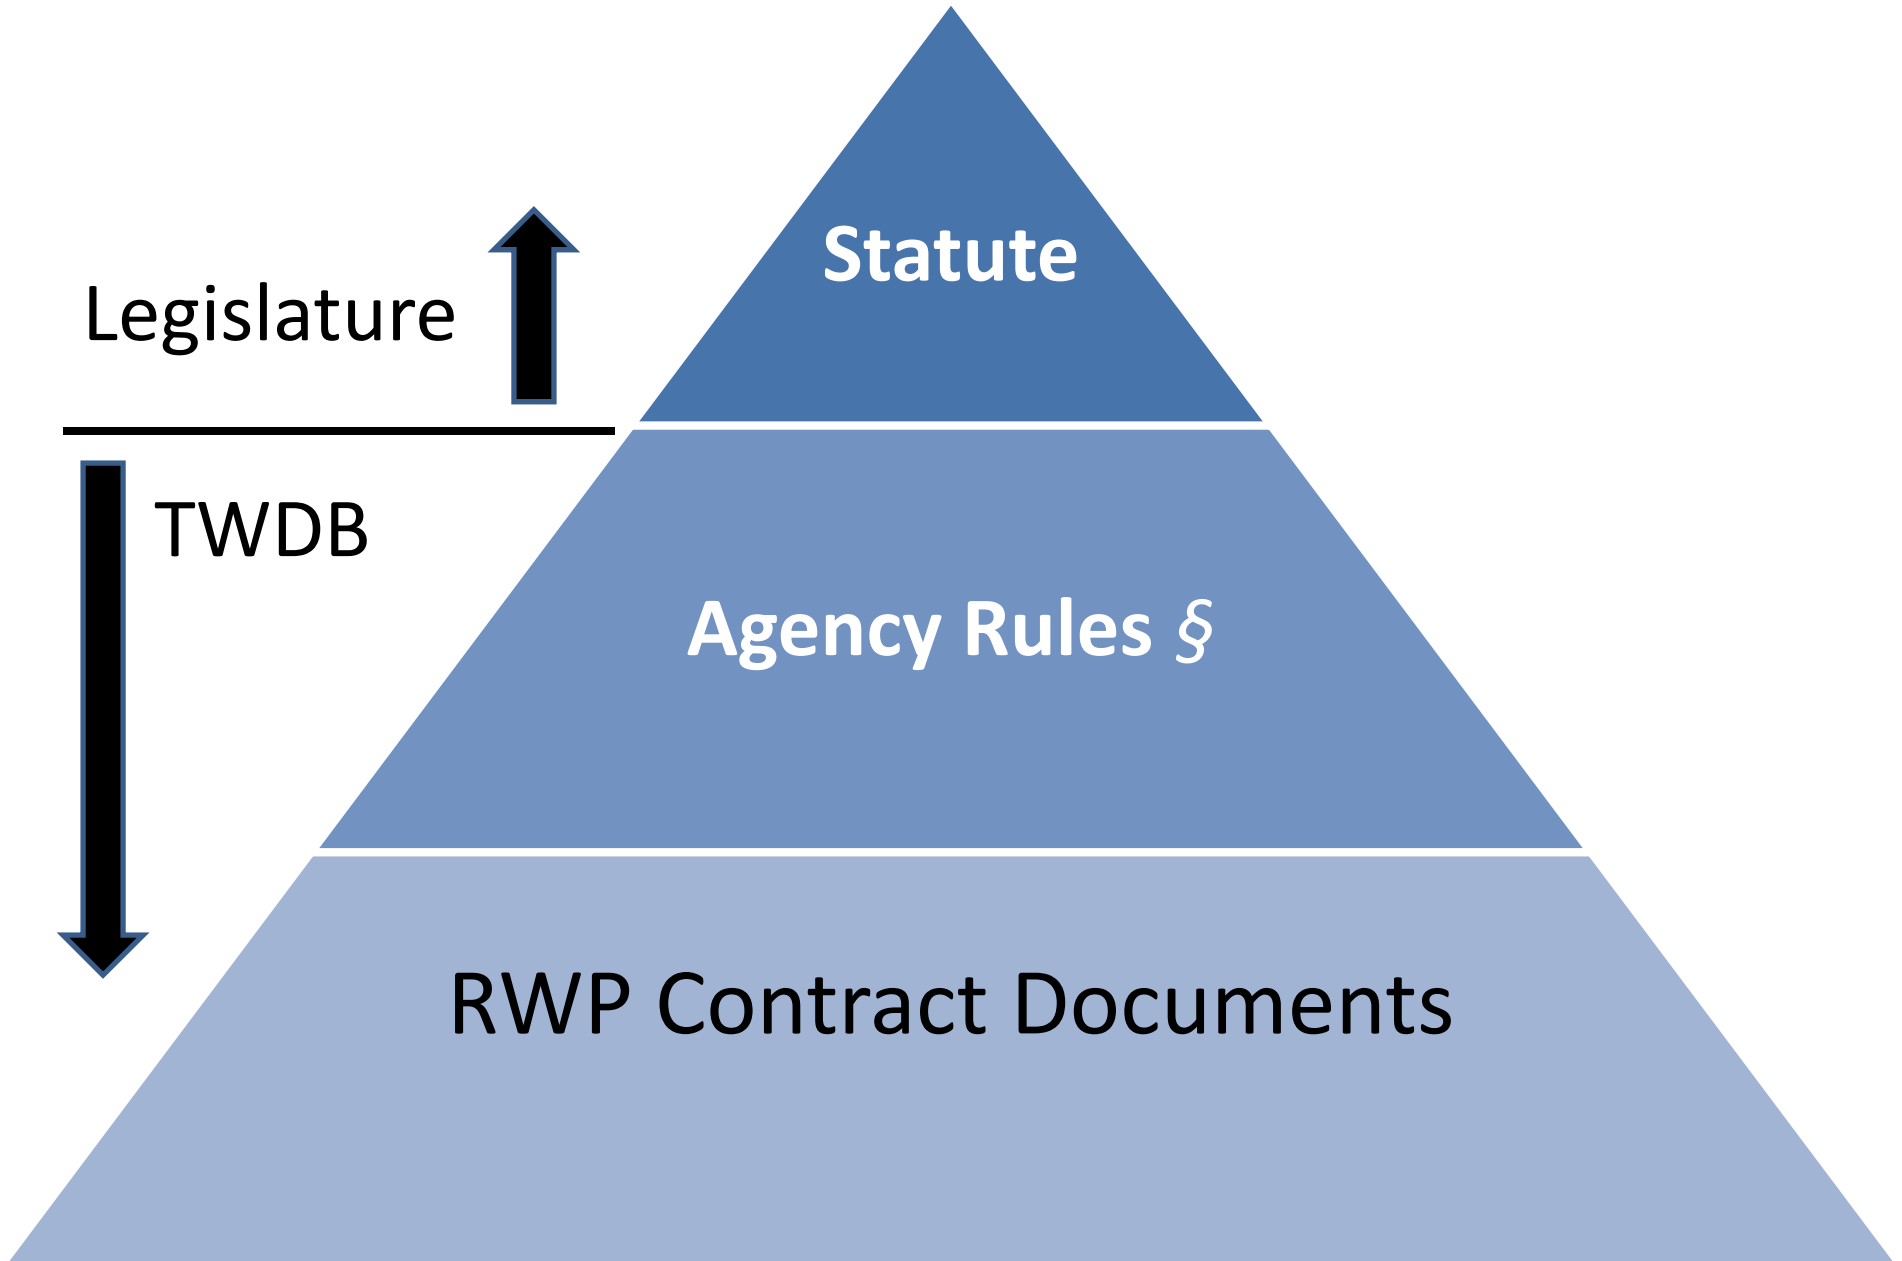 Statute
Legislature
TWDB
Agency Rules §
RWP Contract Documents